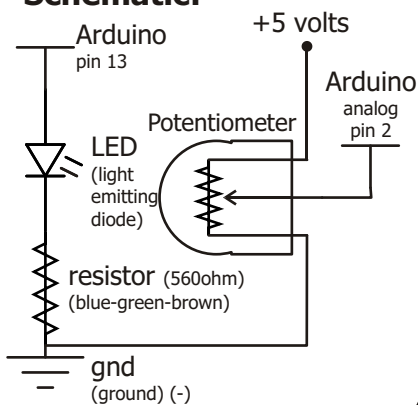 Schematic:
Arduino
pin 13
+5 volts
Arduino
analog
pin 2
Potentiometer
LED
(light
emitting
diode)
resistor (560ohm)
(blue-green-brown)
gnd
(ground) (-)